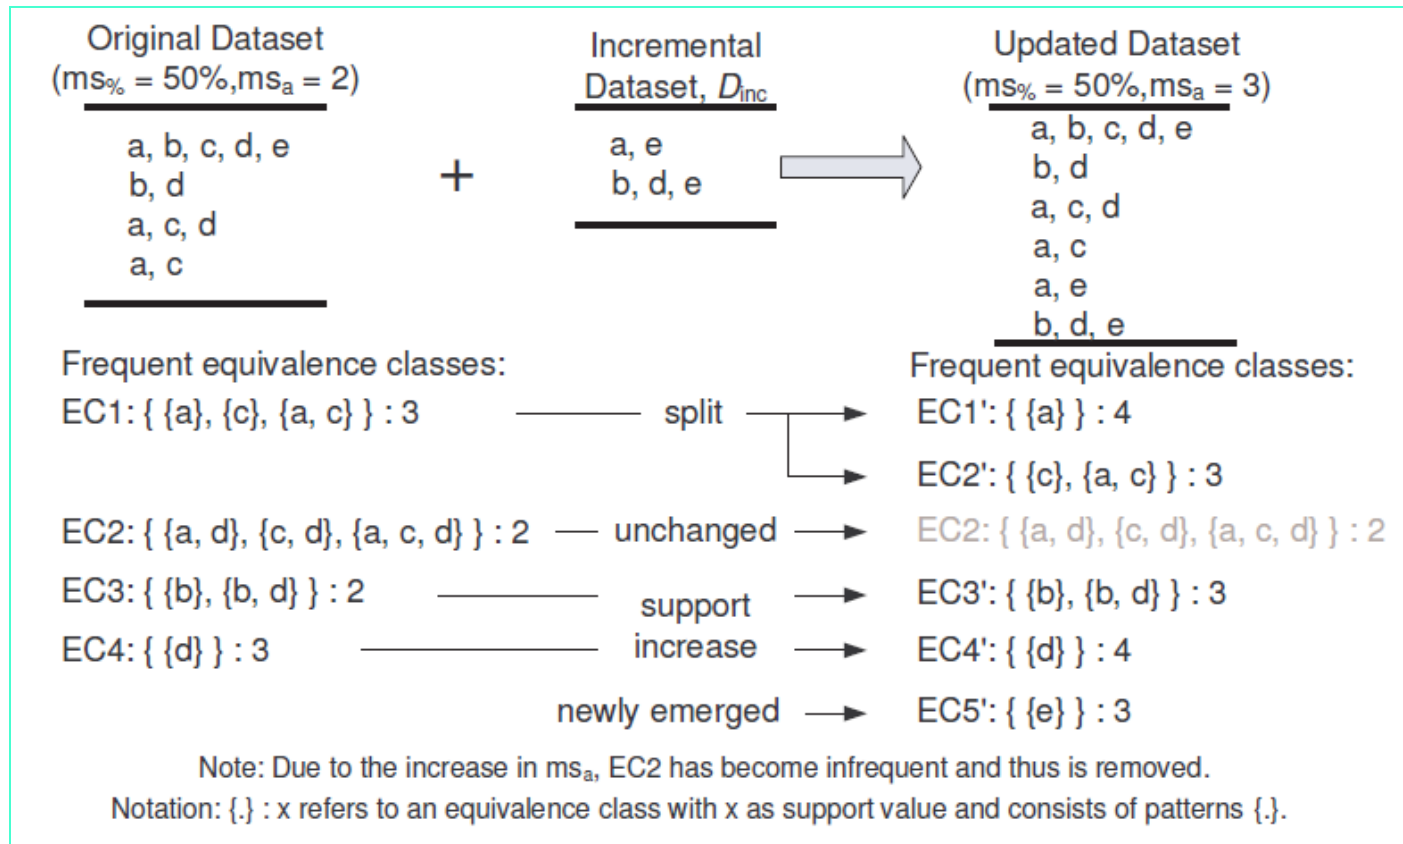 Original Dataset
(ms% = 50%,msa = 2)
a, b, c, d, e
b, d
a, c, d
a, c
+
Incremental
Dataset, Dinc
a, e
b, d, e
Updated Dataset
(ms% = 50%,msa = 3)
a, b, c, d, e
b, d
a, c, d
a, c
a, e
b, d, e
Frequent equivalence classes:
Frequent equivalence classes:
EC1: { {a}, {c}, {a, c} } : 3
split
EC1': { {a} } : 4
EC2': { {c}, {a, c} } : 3
EC2: { {a, d}, {c, d}, {a, c, d} } : 2
unchanged
EC2: { {a, d}, {c, d}, {a, c, d} } : 2
EC3: { {b}, {b, d} } : 2
support
increase
EC3': { {b}, {b, d} } : 3
EC4: { {d} } : 3
EC4': { {d} } : 4
newly emerged
EC5': { {e} } : 3
Note: Due to the increase in msa, EC2 has become infrequent and thus is removed.
Notation: {.} : x refers to an equivalence class with x as support value and consists of patterns {.}.